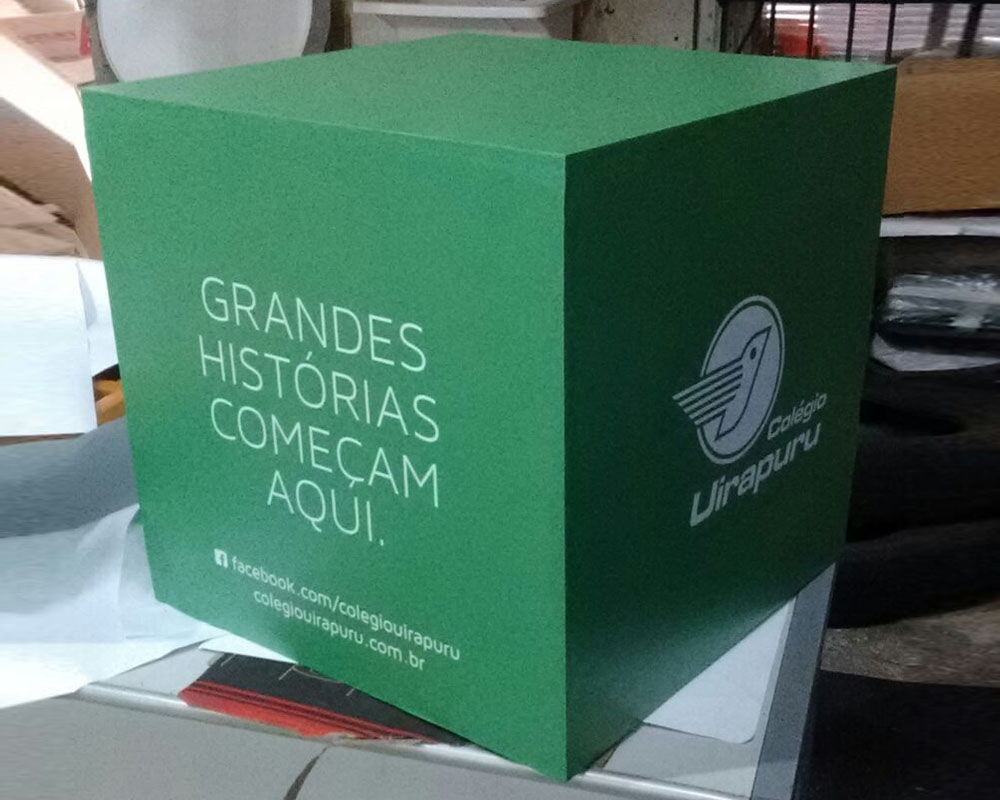 GRANDES
HISTÓRIAS
COMEÇAM
AQUI.
facebook.com/colegiouirapuru
colegiouirapuru.com.br
Colégio
Uirapuru